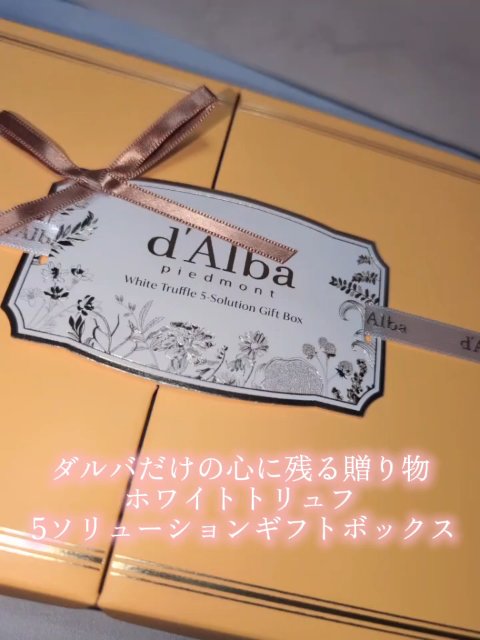 d'Alba
piedmont
White Truffle 5-Solution Gift Box
Alba
Alba
d'A
ダルバだけの心に残る贈り物
ホワイトトリュフ
5ソリューションギフトボックス